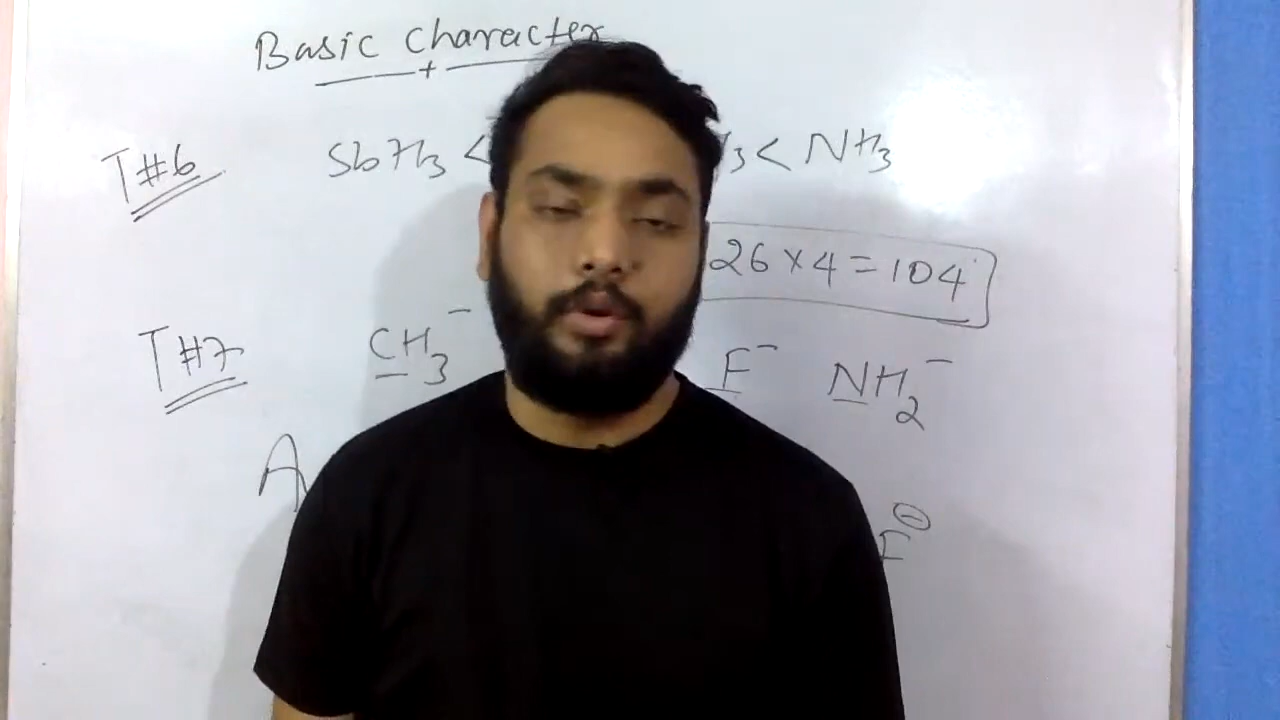 Basic Character
T#6 SbH₃ < H₃ < NH₃
26 × 4 = 104
T#7 CH₃⁻ F⁻ NH₂⁻
A F⊖